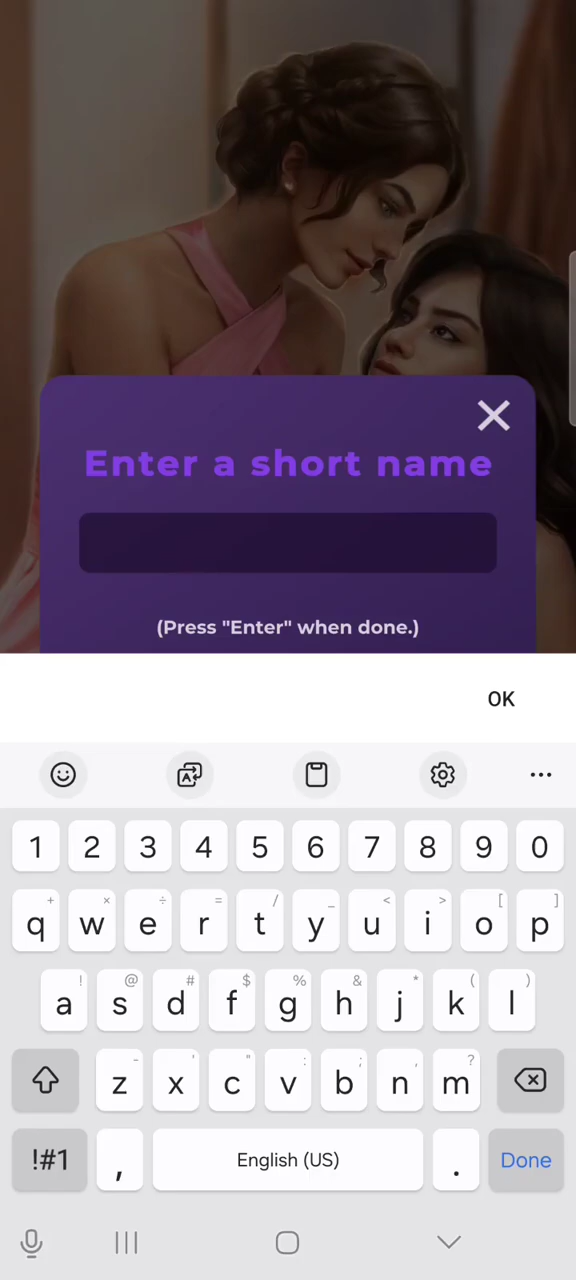 Enter a short name
(Press "Enter" when done.)
OK
1 2 3 4 5 6 7 8 9 0
+ × ÷ = / _ < > [ ]
q w e r t y u i o p
! @ # $ % & * ( )
a s d f g h j k l
- ' " : ; , ?
z x c v b n m
!#1 , English (US) . Done